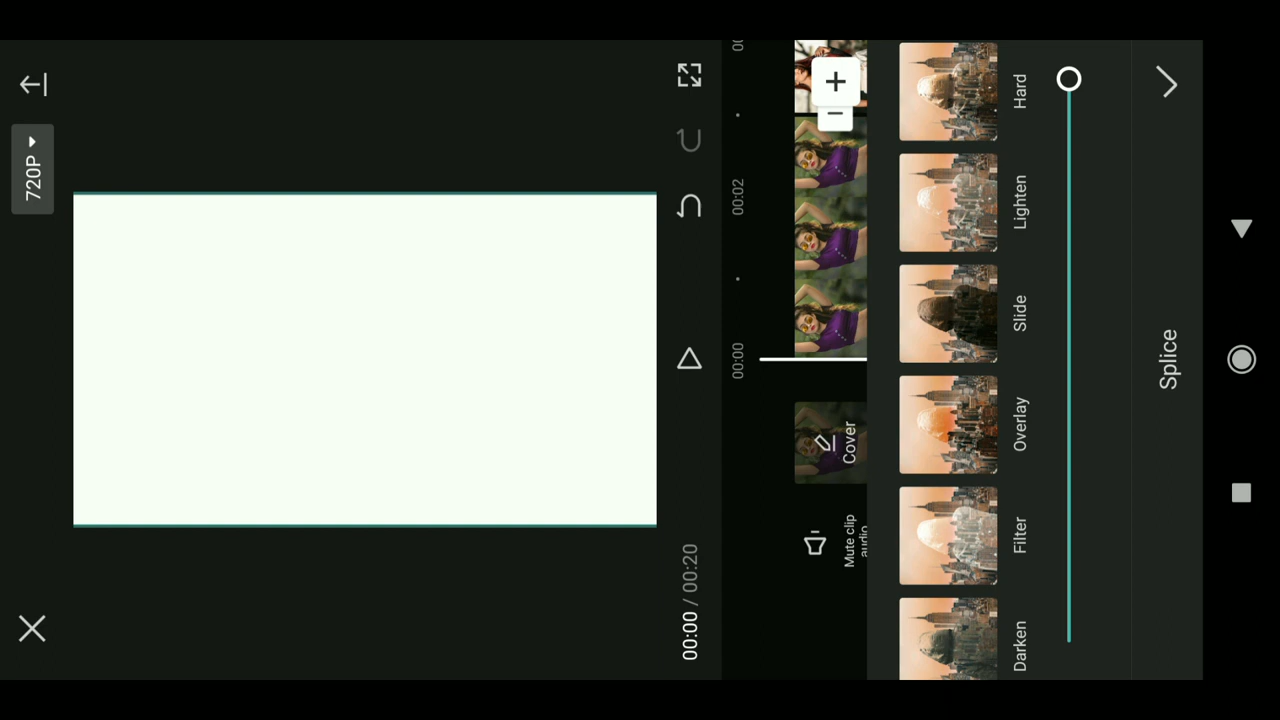 720P
00:00 / 00:20
00:00
00:02
Cover
Mute clip
audio
Darken
Filter
Overlay
Slide
Lighten
Hard
Splice